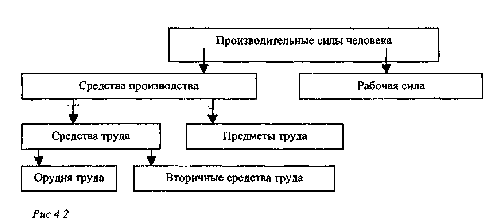 Производительные силы человека
Средства производства
Рабочая сила
Средства труда
Предметы труда
Орудия труда
Вторичные средства труда
Рис 4 2